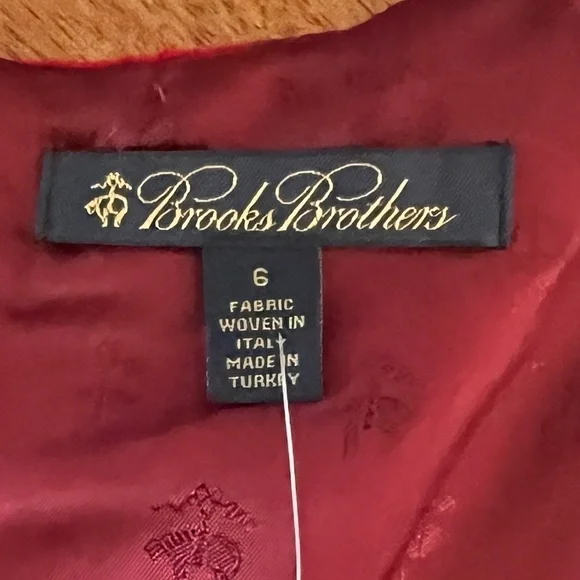 Brooks Brothers
6
FABRIC
WOVEN IN
ITALY
MADE IN
TURKEY